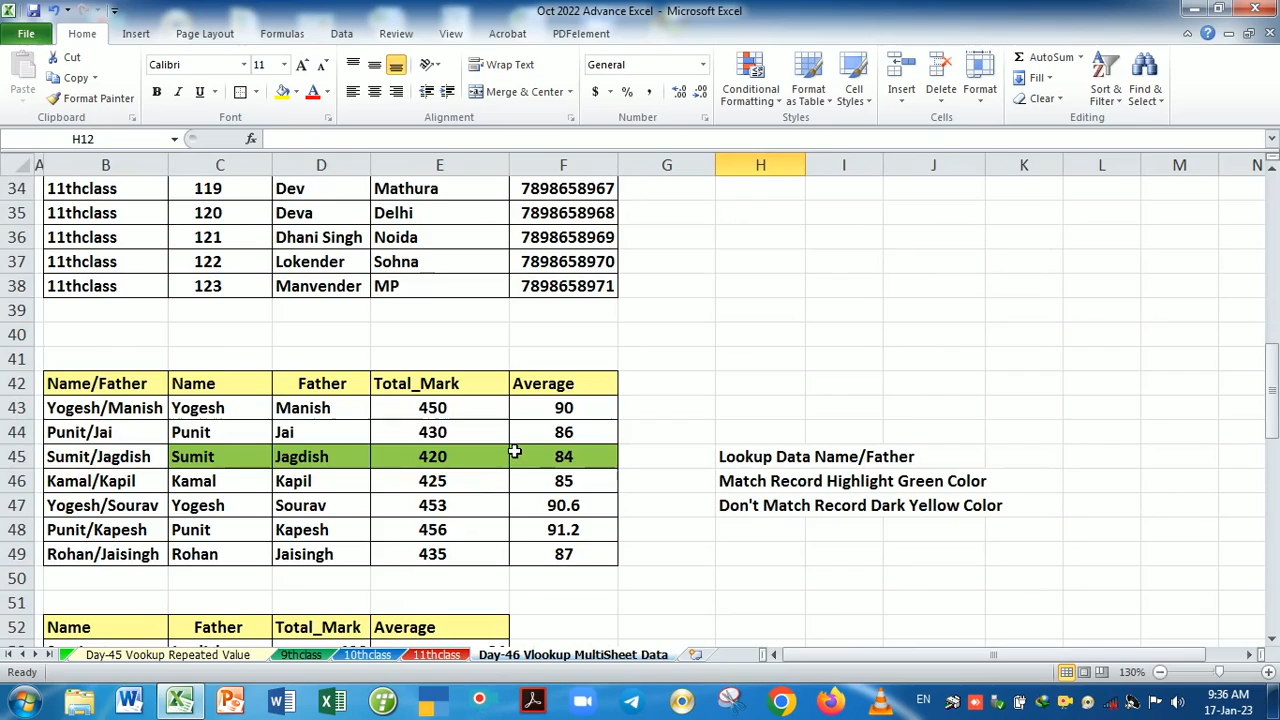 Oct 2022 Advance Excel - Microsoft Excel
File Home Insert Page Layout Formulas Data Review View Acrobat PDFelement
Cut Calibri 11 Wrap Text General AutoSum
Paste Copy Conditional Formatting Format as Table Cell Styles Insert Delete Format Fill Sort & Filter Find & Select
Format Painter B I U Merge & Center $ % , Clear
Clipboard Font Alignment Number Styles Cells Editing
H12 fx
A B C D E F G H I J K L M N
34 11thclass 119 Dev Mathura 7898658967
35 11thclass 120 Deva Delhi 7898658968
36 11thclass 121 Dhani Singh Noida 7898658969
37 11thclass 122 Lokender Sohna 7898658970
38 11thclass 123 Manvender MP 7898658971
39
40
41
42 Name/Father Name Father Total_Mark Average
43 Yogesh/Manish Yogesh Manish 450 90
44 Punit/Jai Punit Jai 430 86
45 Sumit/Jagdish Sumit Jagdish 420 84 Lookup Data Name/Father
46 Kamal/Kapil Kamal Kapil 425 85 Match Record Highlight Green Color
47 Yogesh/Sourav Yogesh Sourav 453 90.6 Don't Match Record Dark Yellow Color
48 Punit/Kapesh Punit Kapesh 456 91.2
49 Rohan/Jaisingh Rohan Jaisingh 435 87
50
51
52 Name Father Total_Mark Average
Day-45 Vookup Repeated Value 9thclass 10thclass 11thclass Day-46 Vlookup MultiSheet Data
Ready 130%
EN 9:36 AM
17-Jan-23